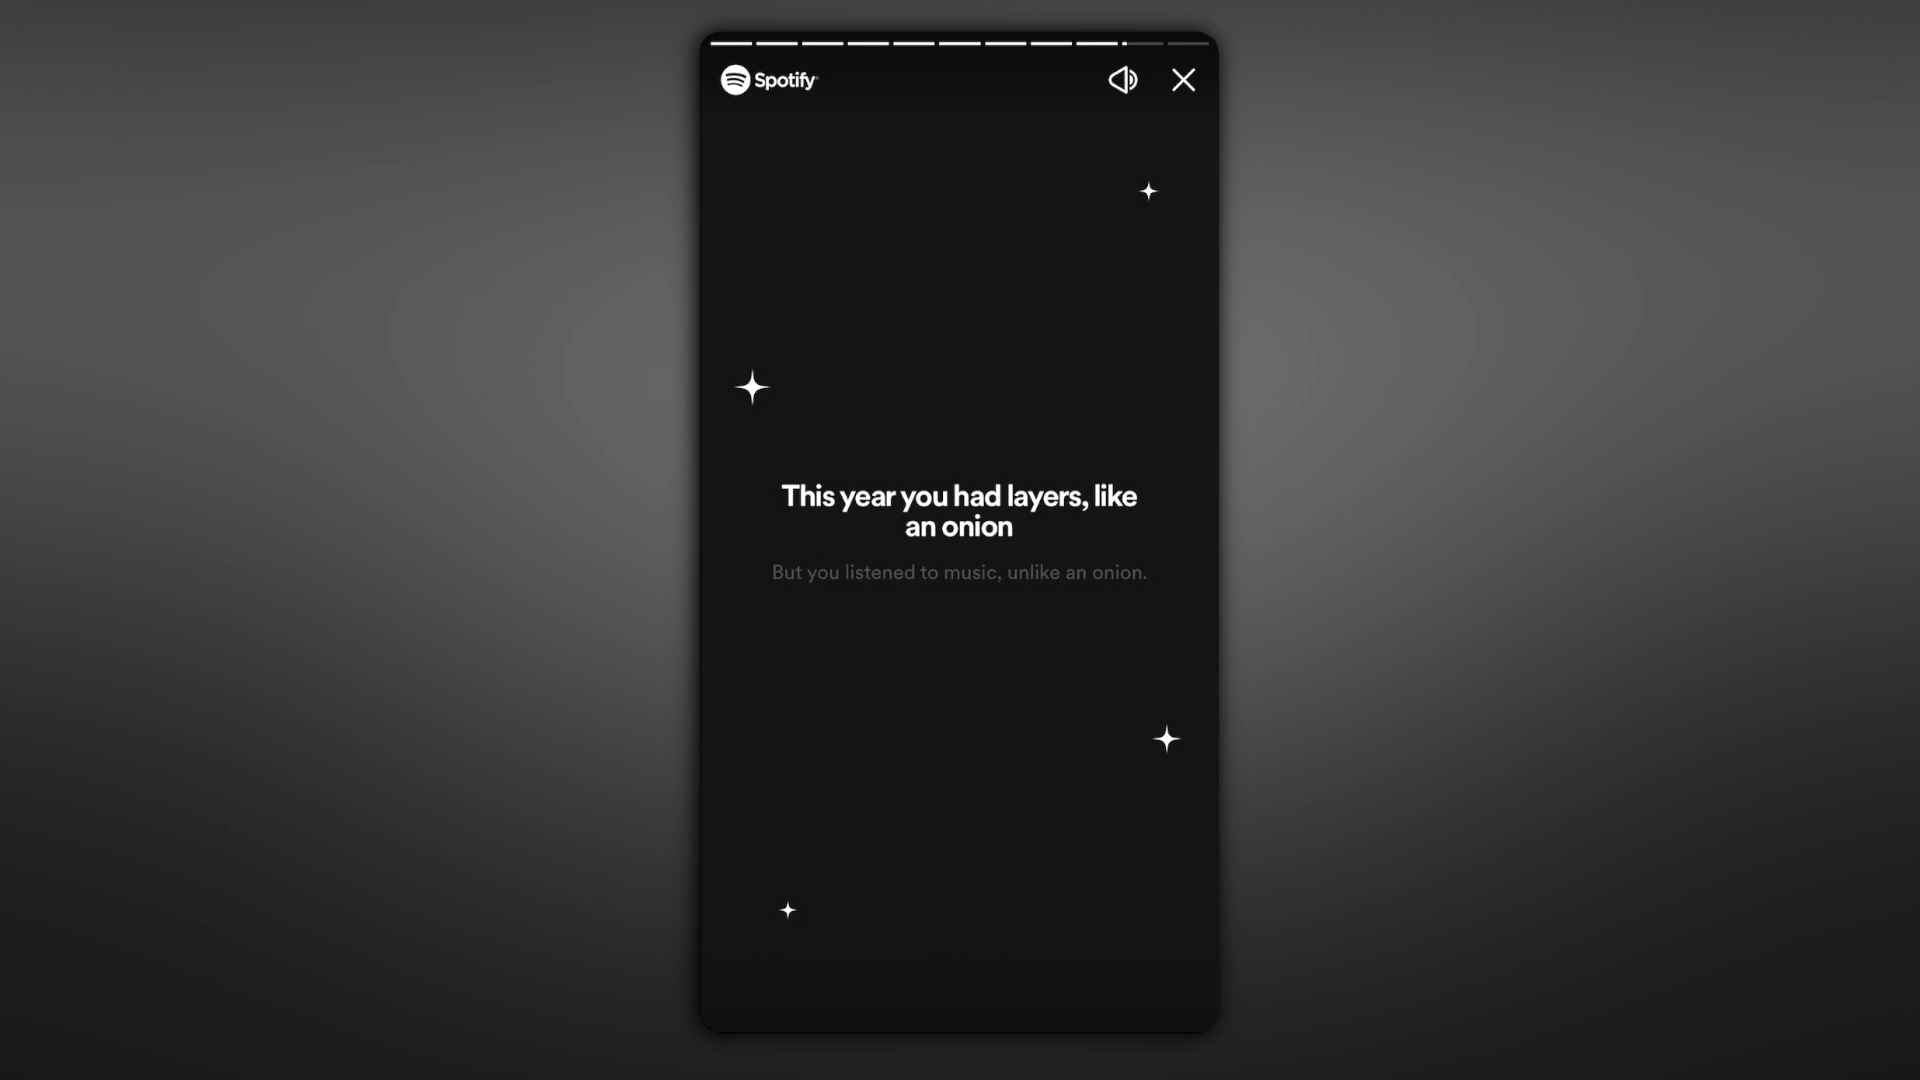 Spotify
This year you had layers, like
an onion
But you listened to music, unlike an onion.